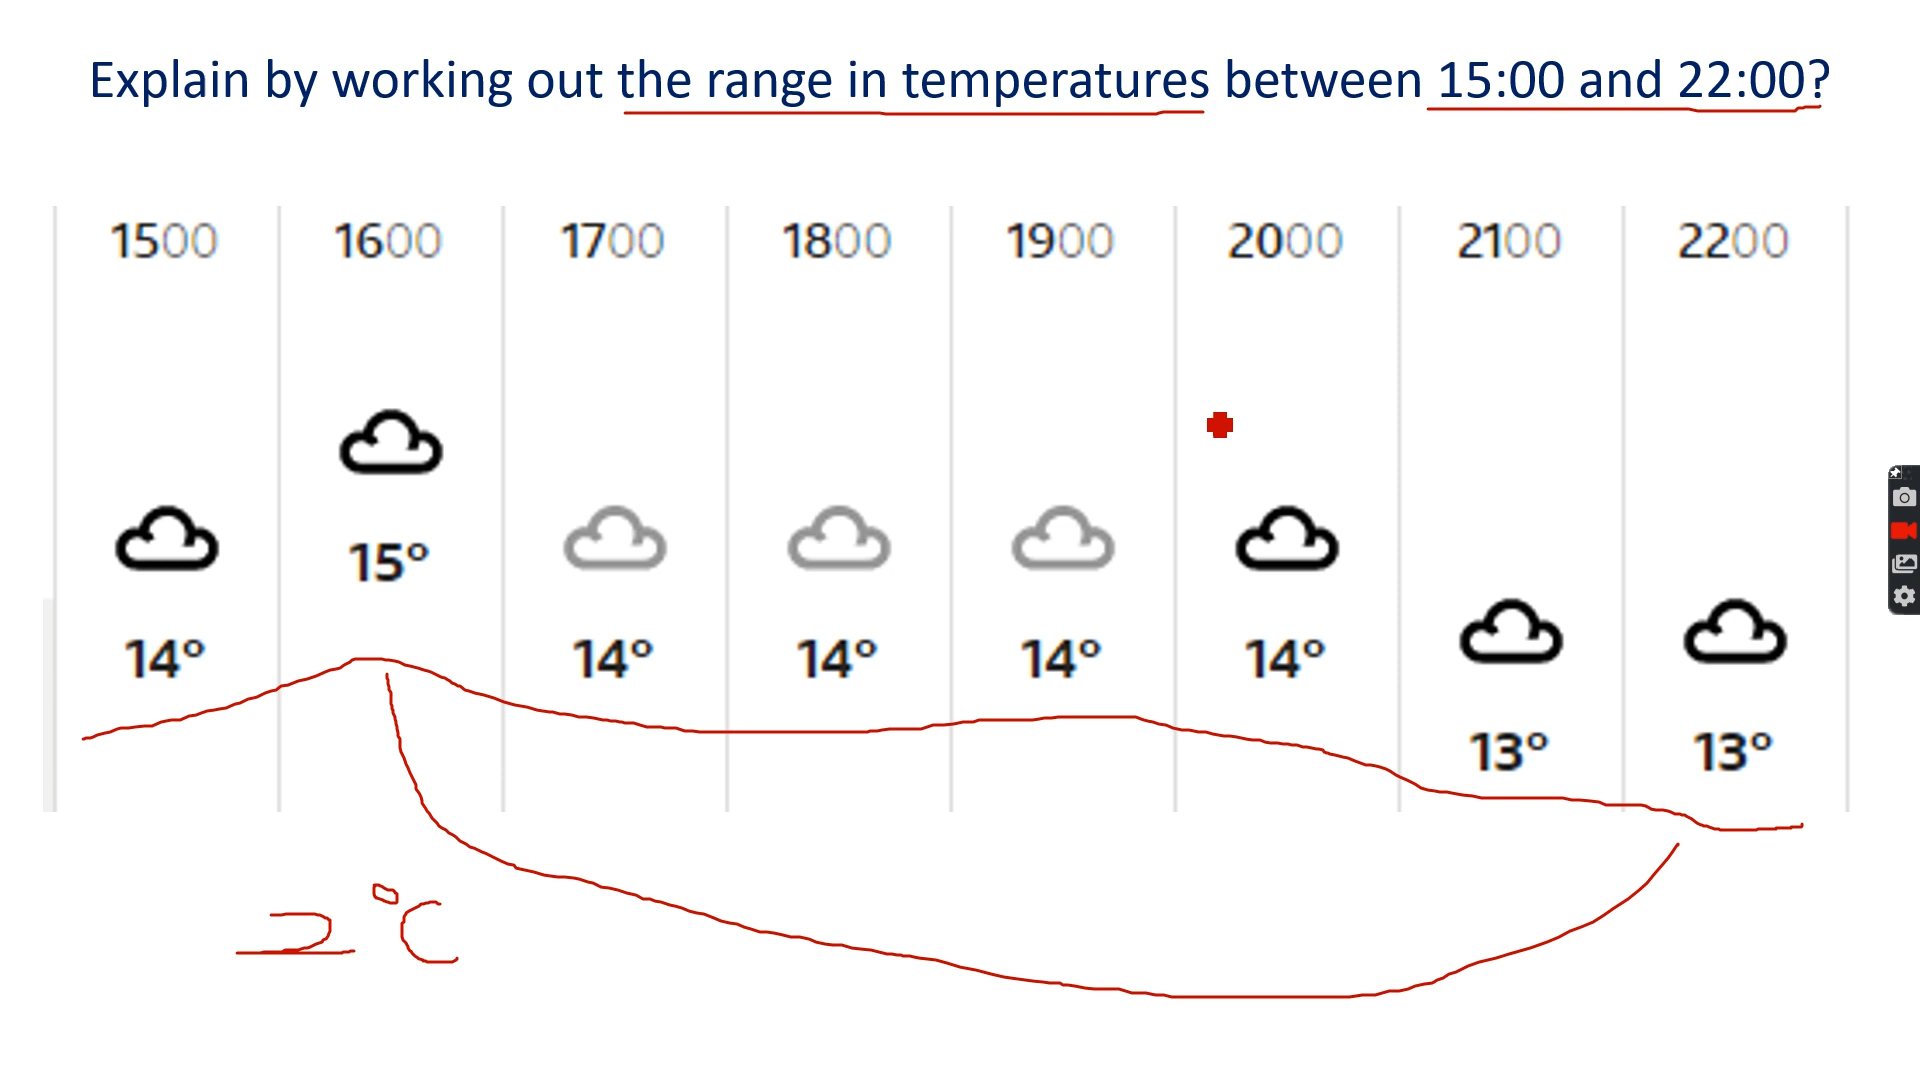 Explain by working out the range in temperatures between 15:00 and 22:00?
1500 1600 1700 1800 1900 2000 2100 2200
15°
14° 14° 14° 14° 14°
13° 13°
2°C